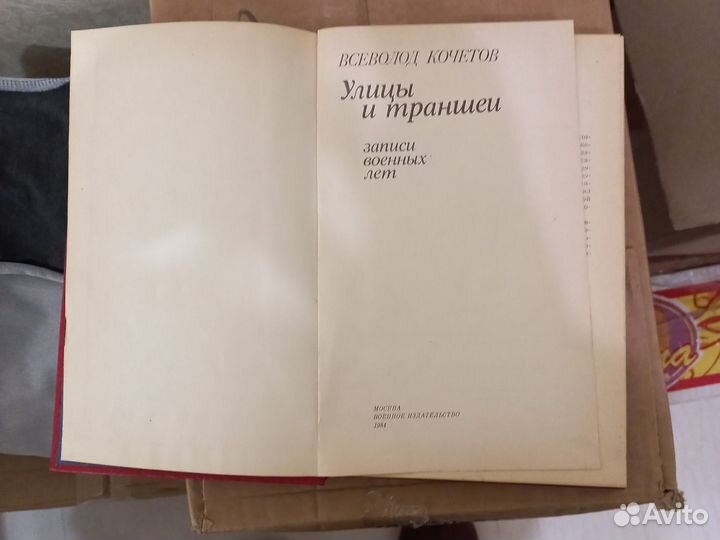 ВСЕВОЛОД КОЧЕТОВ
Улицы
и траншеи
записи
военных
лет
МОСКВА
ВОЕННОЕ ИЗДАТЕЛЬСТВО
1984
Avito